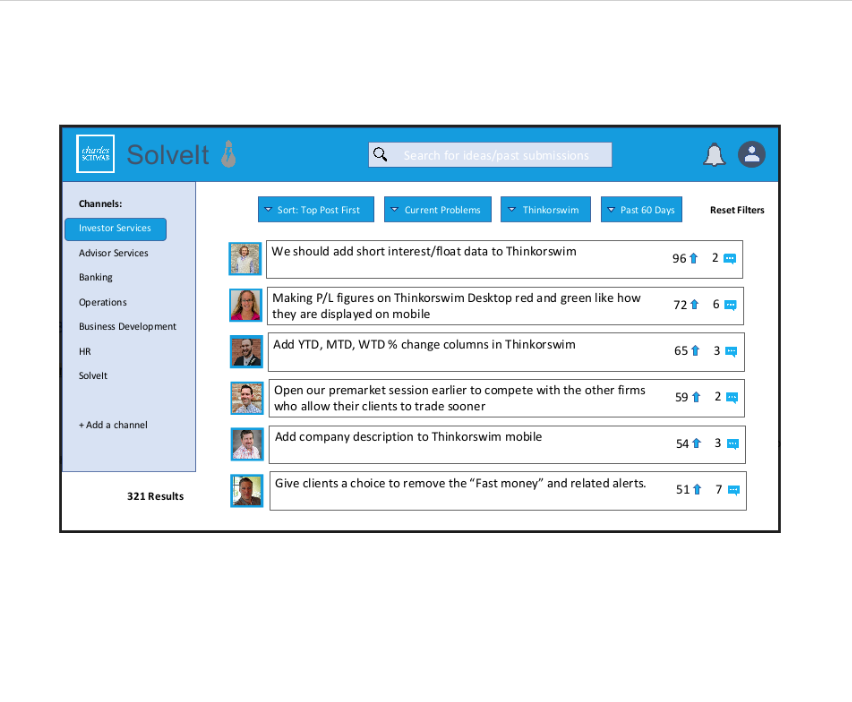 charles
SCHWAB
SolveIt
Search for ideas/past submissions
Channels:
Investor Services
Advisor Services
Banking
Operations
Business Development
HR
SolveIt
+ Add a channel
321 Results
Sort: Top Post First
Current Problems
Thinkorswim
Past 60 Days
Reset Filters
We should add short interest/float data to Thinkorswim
96 2
Making P/L figures on Thinkorswim Desktop red and green like how
they are displayed on mobile
72 6
Add YTD, MTD, WTD % change columns in Thinkorswim
65 3
Open our premarket session earlier to compete with the other firms
who allow their clients to trade sooner
59 2
Add company description to Thinkorswim mobile
54 3
Give clients a choice to remove the “Fast money” and related alerts.
51 7